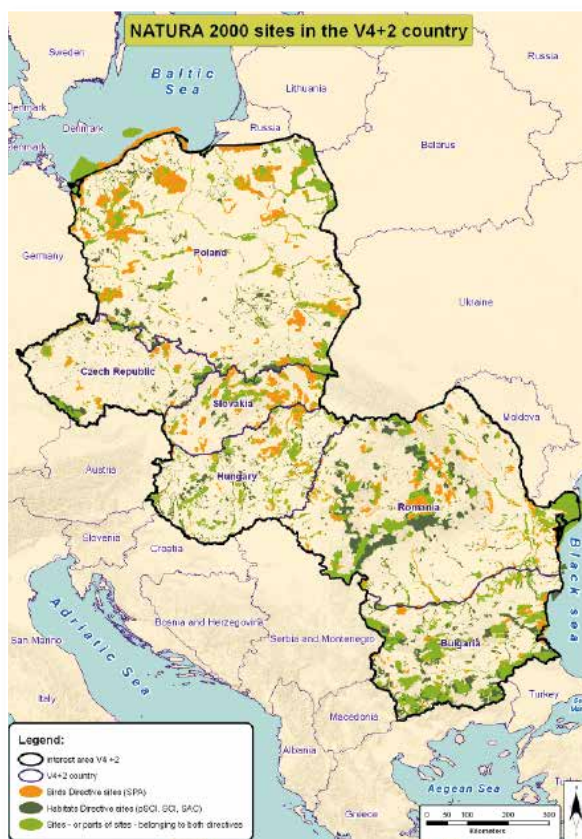 NATURA 2000 sites in the V4+2 country
Sweden
Russia
Baltic
Sea
Lithuania
Denmark
Denmark
Russia
Denmark
Belarus
Germany
Poland
Ukraine
Czech Republic
Slovakia
Moldova
Austria
Hungary
Romania
Slovenia
Croatia
Black sea
Bosnia and Herzegovina
Adriatic Sea
San Marino
Serbia and Montenegro
Bulgaria
Italy
Macedonia
Turkey
Albania
Aegean Sea
Greece
Legend:
interest area V4 +2
V4+2 country
Birds Directive sites (SPA)
Habitats Directive sites (pSCI, SCI, SAC)
Sites - or parts of sites - belonging to both directives
0 50 100 200 300
Kilometers